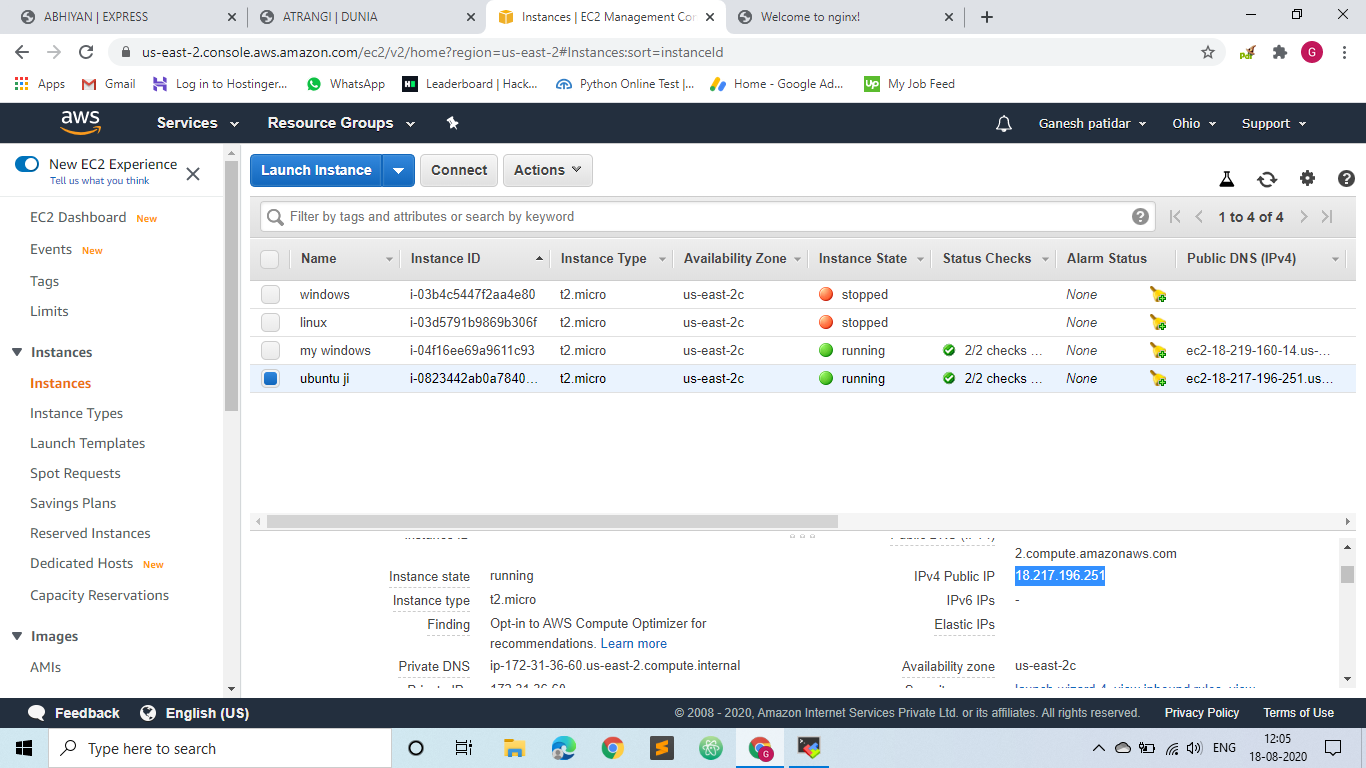 ABHIYAN | EXPRESS
ATRANGI | DUNIA
Instances | EC2 Management Con
Welcome to nginx!
us-east-2.console.aws.amazon.com/ec2/v2/home?region=us-east-2#Instances:sort=instanceId
G
Apps
Gmail
Log in to Hostinger...
WhatsApp
Leaderboard | Hack...
Python Online Test |...
Home - Google Ad...
Up My Job Feed
aws
Services
Resource Groups
Ganesh patidar
Ohio
Support
New EC2 Experience
Tell us what you think
EC2 Dashboard New
Events New
Tags
Limits
Instances
Instances
Instance Types
Launch Templates
Spot Requests
Savings Plans
Reserved Instances
Dedicated Hosts New
Capacity Reservations
Images
AMIs
Launch Instance
Connect
Actions
Filter by tags and attributes or search by keyword
1 to 4 of 4
Name Instance ID Instance Type Availability Zone Instance State Status Checks Alarm Status Public DNS (IPv4)
windows i-03b4c5447f2aa4e80 t2.micro us-east-2c stopped None
linux i-03d5791b9869b306f t2.micro us-east-2c stopped None
my windows i-04f16ee69a9611c93 t2.micro us-east-2c running 2/2 checks ... None ec2-18-219-160-14.us-...
ubuntu ji i-0823442ab0a7840... t2.micro us-east-2c running 2/2 checks ... None ec2-18-217-196-251.us...
2.compute.amazonaws.com
Instance state running
IPv4 Public IP 18.217.196.251
Instance type t2.micro
IPv6 IPs -
Finding Opt-in to AWS Compute Optimizer for
recommendations. Learn more
Elastic IPs
Private DNS ip-172-31-36-60.us-east-2.compute.internal
Availability zone us-east-2c
Feedback
English (US)
© 2008 - 2020, Amazon Internet Services Private Ltd. or its affiliates. All rights reserved.
Privacy Policy
Terms of Use
Type here to search
ENG
12:05
18-08-2020